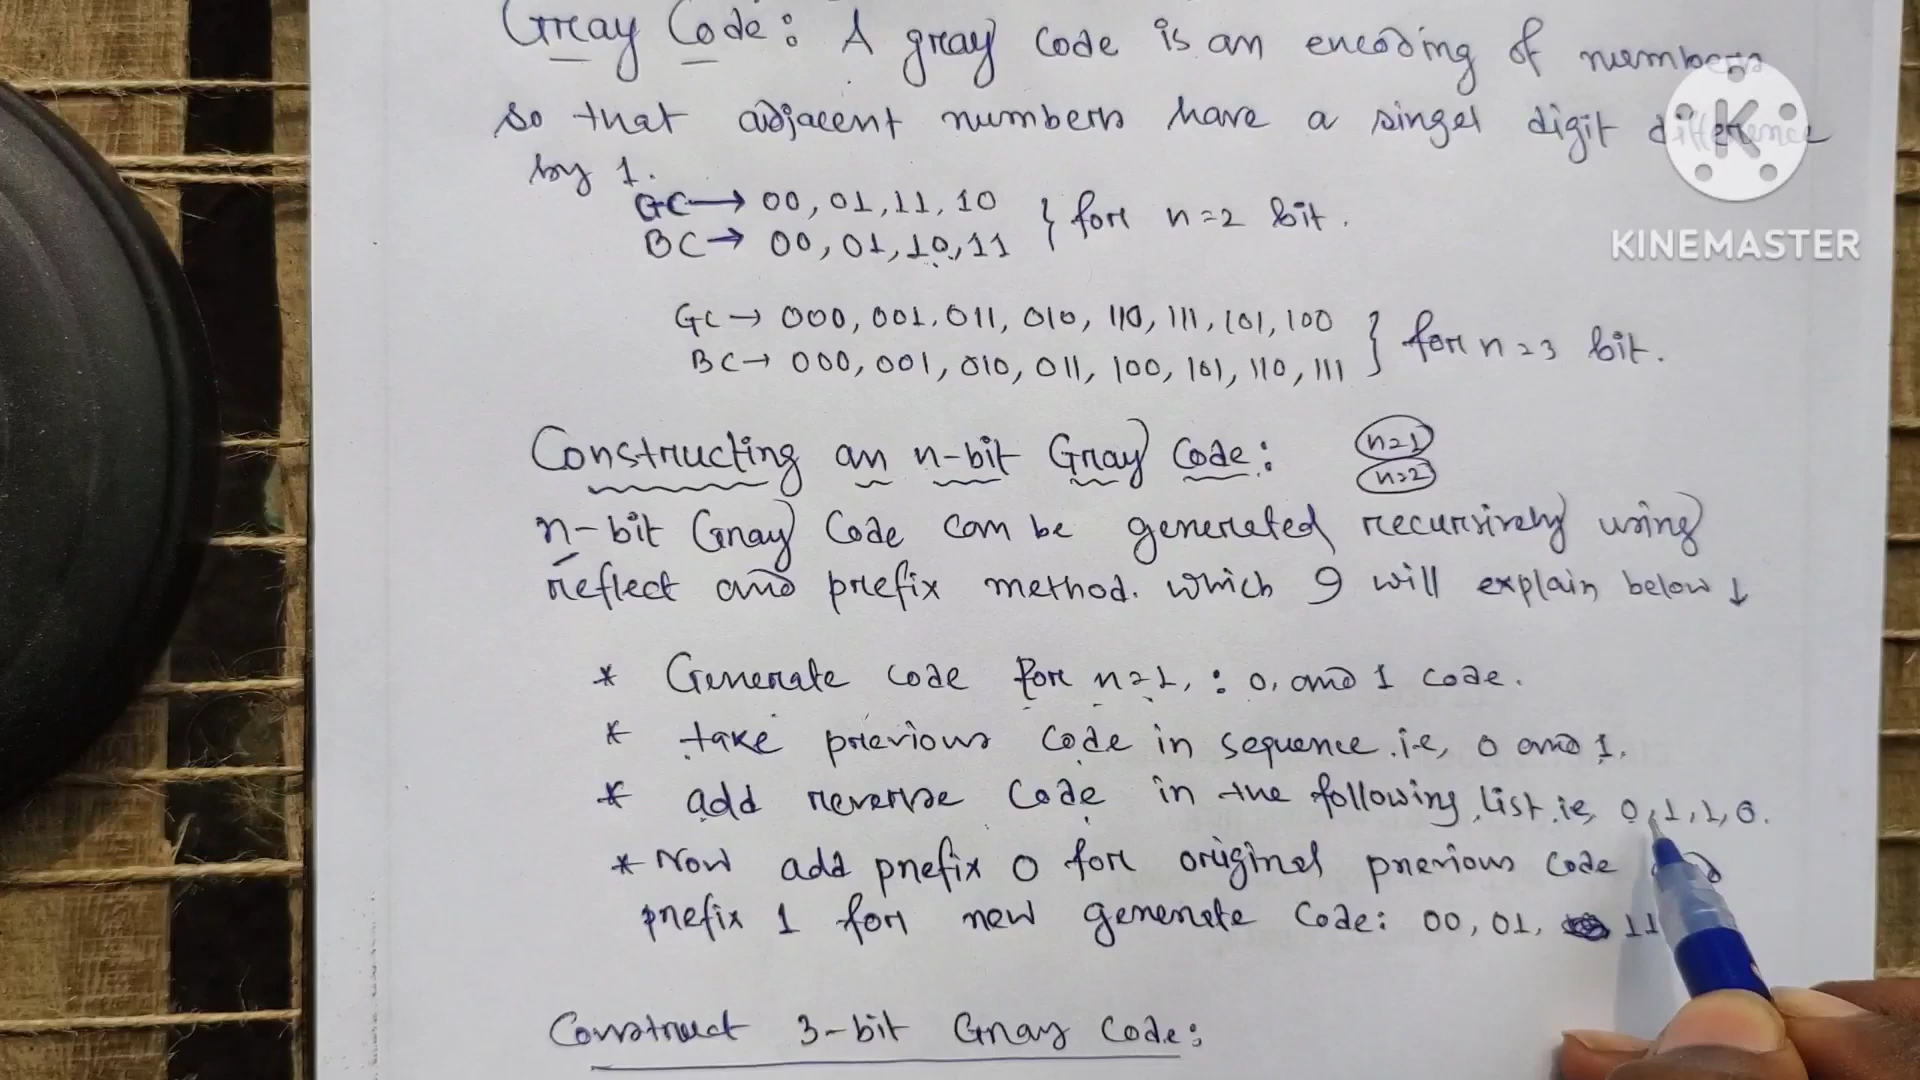 Gray Code: A gray code is an encoding of numbers
so that adjacent numbers have a singel digit difference
by 1.
GC → 00, 01, 11, 10 } for n=2 bit.
BC → 00, 01, 10, 11
GC → 000, 001, 011, 010, 110, 111, 101, 100 } for n=3 bit.
BC → 000, 001, 010, 011, 100, 101, 110, 111
KINEMASTER
Constructing an n-bit Gray Code: n=1
n=2
n-bit Gray Code can be generated recursively using
reflect and prefix method. which I will explain below ↓
* Generate code for n=1, : 0, and 1 code.
* take previous code in sequence .i.e, 0 and 1.
* add reverse code in the following list .ie, 0, 1, 1, 0.
* Now add prefix 0 for original previous code
prefix 1 for new generate code: 00, 01, 11
Construct 3-bit Gray Code: